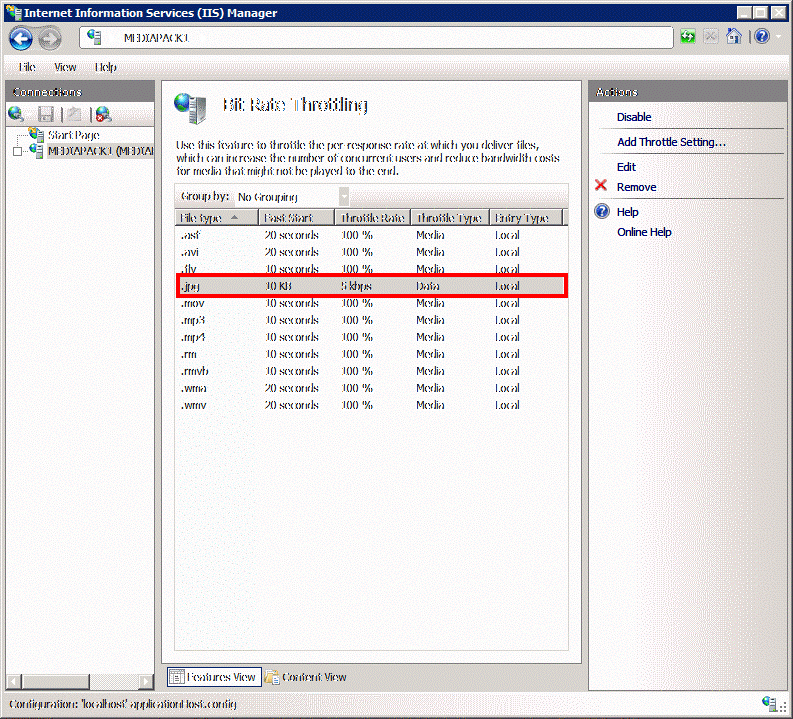 Internet Information Services (IIS) Manager
MEDIAPACK1
File View Help
Connections
Start Page
MEDIAPACK1 (MEDIA
Bit Rate Throttling
Use this feature to throttle the per-response rate at which you deliver files,
which can increase the number of concurrent users and reduce bandwidth costs
for media that might not be played to the end.
Group by: No Grouping
File type Fast Start Throttle Rate Throttle Type Entry Type
.asf 20 seconds 100 % Media Local
.avi 20 seconds 100 % Media Local
.flv 10 seconds 100 % Media Local
.jpg 10 KB 5 kbps Data Local
.mov 10 seconds 100 % Media Local
.mp3 10 seconds 100 % Media Local
.mp4 10 seconds 100 % Media Local
.rm 10 seconds 100 % Media Local
.rmvb 10 seconds 100 % Media Local
.wma 20 seconds 100 % Media Local
.wmv 20 seconds 100 % Media Local
Features View Content View
Actions
Disable
Add Throttle Setting...
Edit
Remove
Help
Online Help
Configuration: 'localhost' applicationHost.config